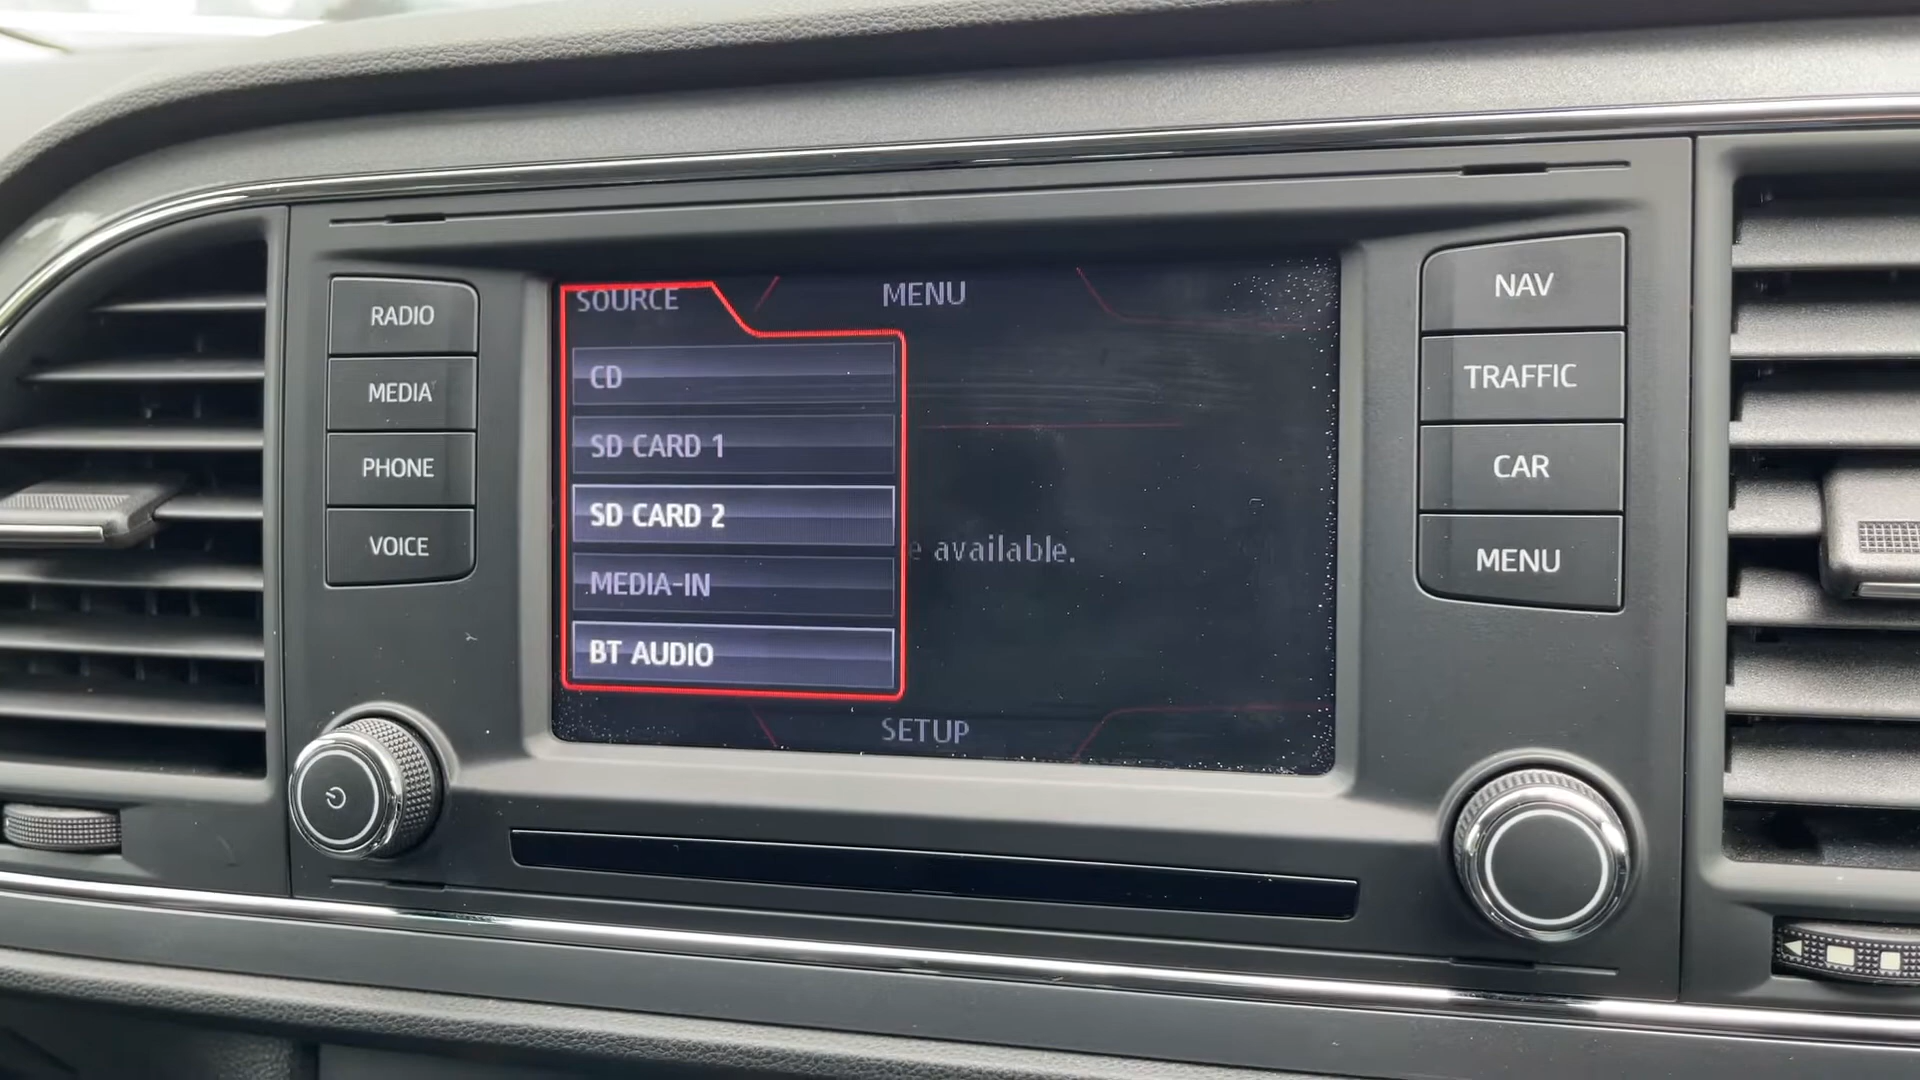 RADIO
MEDIA
PHONE
VOICE
SOURCE
MENU
CD
SD CARD 1
SD CARD 2
MEDIA-IN
BT AUDIO
e available.
SETUP
NAV
TRAFFIC
CAR
MENU